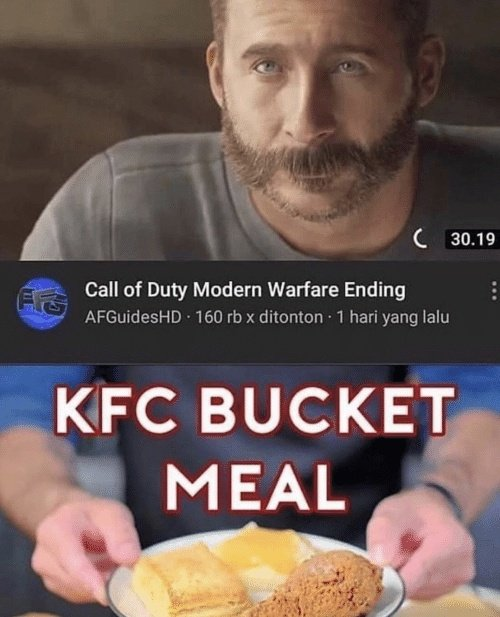 30.19
AFG
Call of Duty Modern Warfare Ending
AFGuidesHD · 160 rb x ditonton · 1 hari yang lalu
KFC BUCKET
MEAL